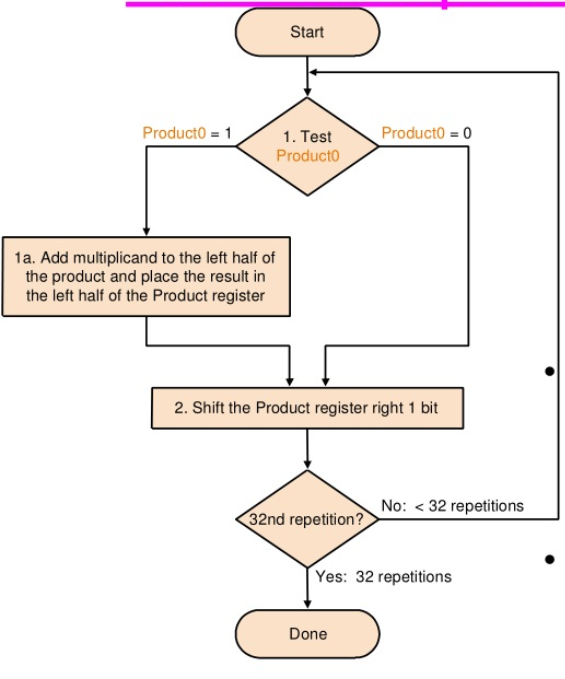 Start
Product0 = 1
1. Test
Product0
Product0 = 0
1a. Add multiplicand to the left half of
the product and place the result in
the left half of the Product register
2. Shift the Product register right 1 bit
32nd repetition?
No: < 32 repetitions
Yes: 32 repetitions
Done